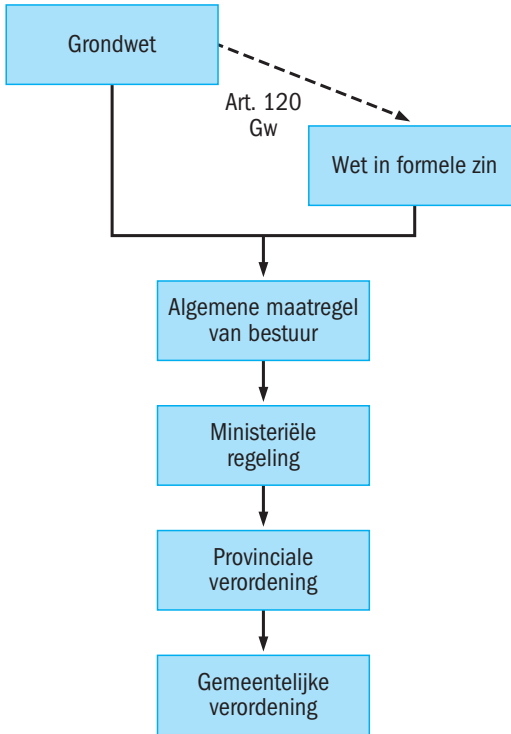 Grondwet
Art. 120
Gw
Wet in formele zin
Algemene maatregel
van bestuur
Ministeriële
regeling
Provinciale
verordening
Gemeentelijke
verordening